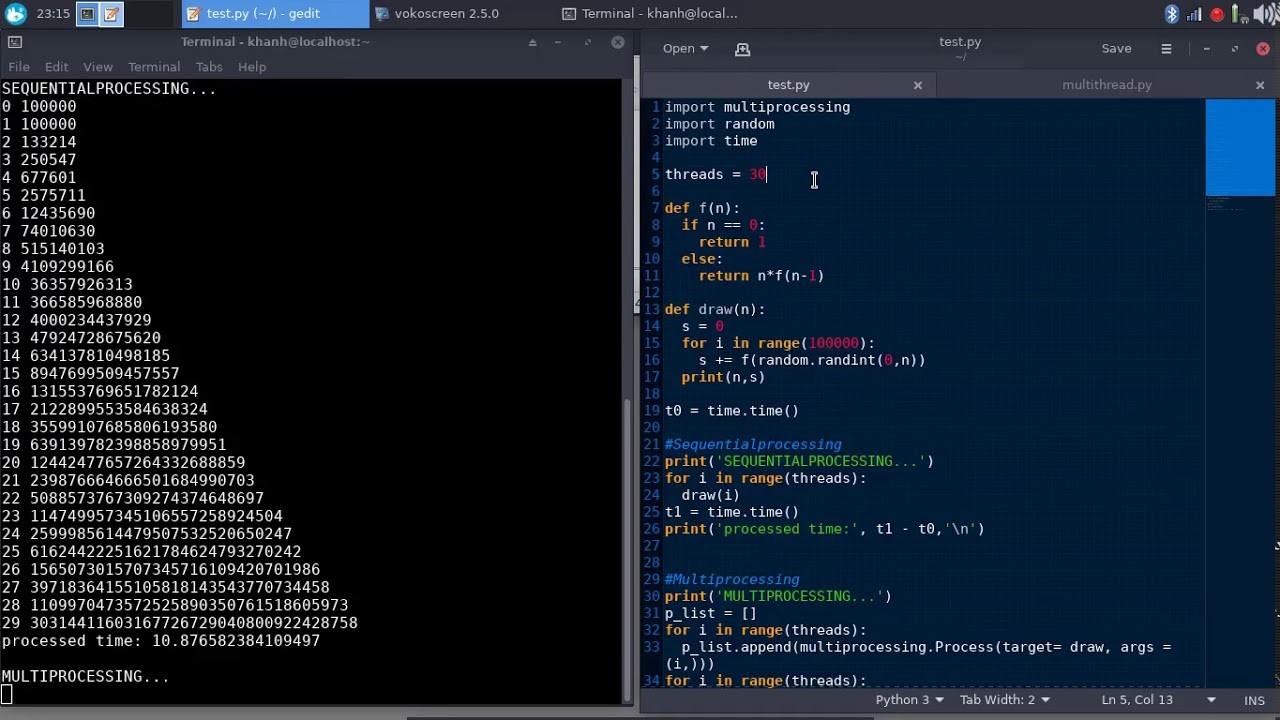 23:15
test.py (~/) - gedit
vokoscreen 2.5.0
Terminal - khanh@local...
Terminal - khanh@localhost:~
File Edit View Terminal Tabs Help
SEQUENTIALPROCESSING...
0 100000
1 100000
2 133214
3 250547
4 677601
5 2575711
6 12435690
7 74010630
8 515140103
9 4109299166
10 36357926313
11 366585968880
12 4000234437929
13 47924728675620
14 634137810498185
15 8947699509457557
16 131553769651782124
17 2122899553584638324
18 35599107685806193580
19 639139782398858979951
20 12442477657264332688859
21 239876664666501684990703
22 5088573767309274374648697
23 114749957345106557258924504
24 2599985614479507532520650247
25 61624422251621784624793270242
26 1565073015707345716109420701986
27 39718364155105818143543770734458
28 1109970473572525890350761518605973
29 30314411603167726729040800922428758
processed time: 10.876582384109497
MULTIPROCESSING...
Open
test.py
~/
Save
test.py
multithread.py
1 import multiprocessing
2 import random
3 import time
4
5 threads = 30
6
7 def f(n):
8 if n == 0:
9 return 1
10 else:
11 return n*f(n-1)
12
13 def draw(n):
14 s = 0
15 for i in range(100000):
16 s += f(random.randint(0,n))
17 print(n,s)
18
19 t0 = time.time()
20
21 #Sequentialprocessing
22 print('SEQUENTIALPROCESSING...')
23 for i in range(threads):
24 draw(i)
25 t1 = time.time()
26 print('processed time:', t1 - t0,'\n')
27
28
29 #Multiprocessing
30 print('MULTIPROCESSING...')
31 p_list = []
32 for i in range(threads):
33 p_list.append(multiprocessing.Process(target= draw, args =
(i,)))
34 for i in range(threads):
Python 3
Tab Width: 2
Ln 5, Col 13
INS